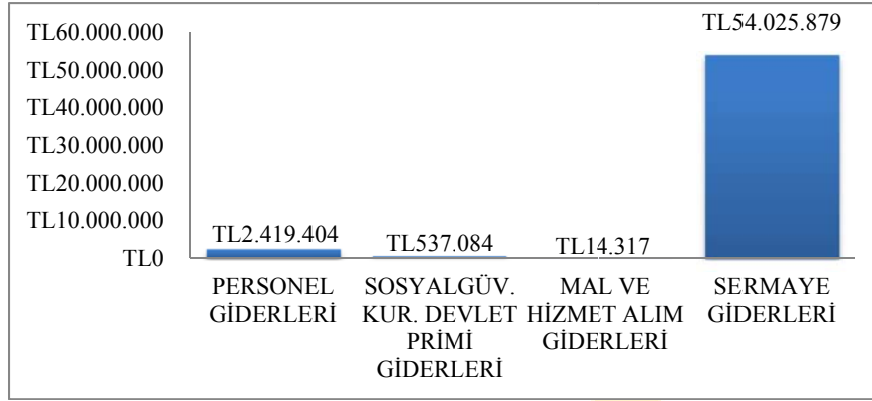 TL60.000.000
TL50.000.000
TL40.000.000
TL30.000.000
TL20.000.000
TL10.000.000
TL0
TL2.419.404
TL537.084
TL14.317
TL54.025.879
PERSONEL
GİDERLERİ
SOSYALGÜV.
KUR. DEVLET
PRİMİ
GİDERLERİ
MAL VE
HİZMET ALIM
GİDERLERİ
SERMAYE
GİDERLERİ